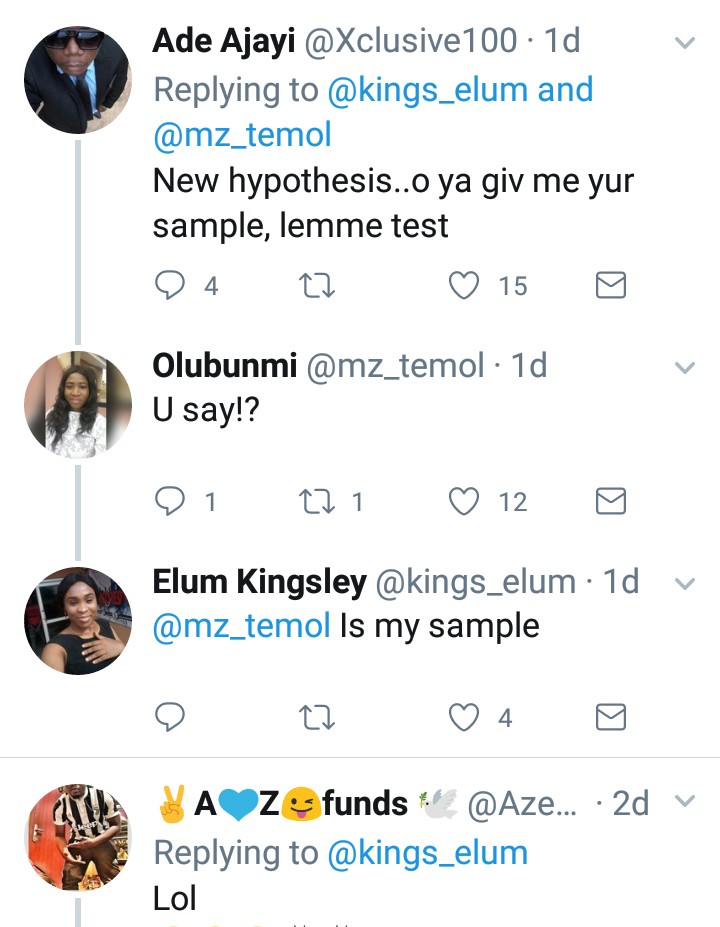 Ade Ajayi @Xclusive100 · 1d
Replying to @kings_elum and
@mz_temol
New hypothesis..o ya giv me yur
sample, lemme test
4 15
Olubunmi @mz_temol · 1d
U say!?
1 1 12
Elum Kingsley @kings_elum · 1d
@mz_temol Is my sample
4
✌️A💙Z😜funds 🕊️ @Aze... · 2d
Replying to @kings_elum
Lol